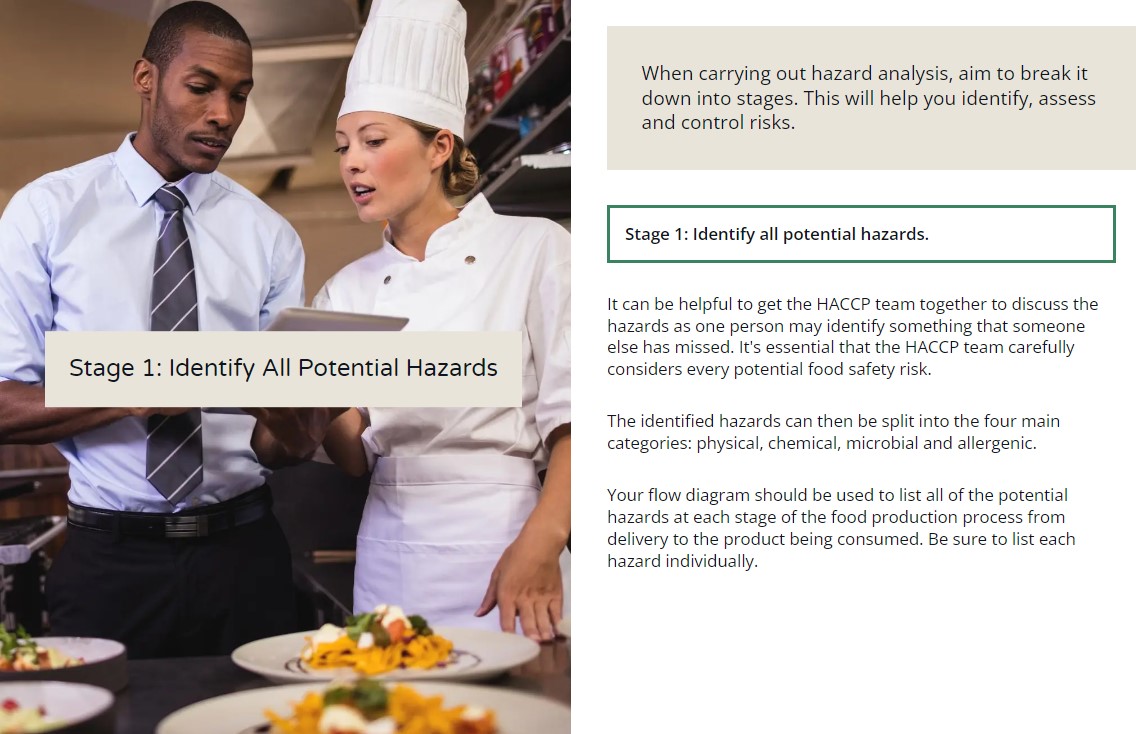 Stage 1: Identify All Potential Hazards
When carrying out hazard analysis, aim to break it
down into stages. This will help you identify, assess
and control risks.
Stage 1: Identify all potential hazards.
It can be helpful to get the HACCP team together to discuss the
hazards as one person may identify something that someone
else has missed. It's essential that the HACCP team carefully
considers every potential food safety risk.
The identified hazards can then be split into the four main
categories: physical, chemical, microbial and allergenic.
Your flow diagram should be used to list all of the potential
hazards at each stage of the food production process from
delivery to the product being consumed. Be sure to list each
hazard individually.